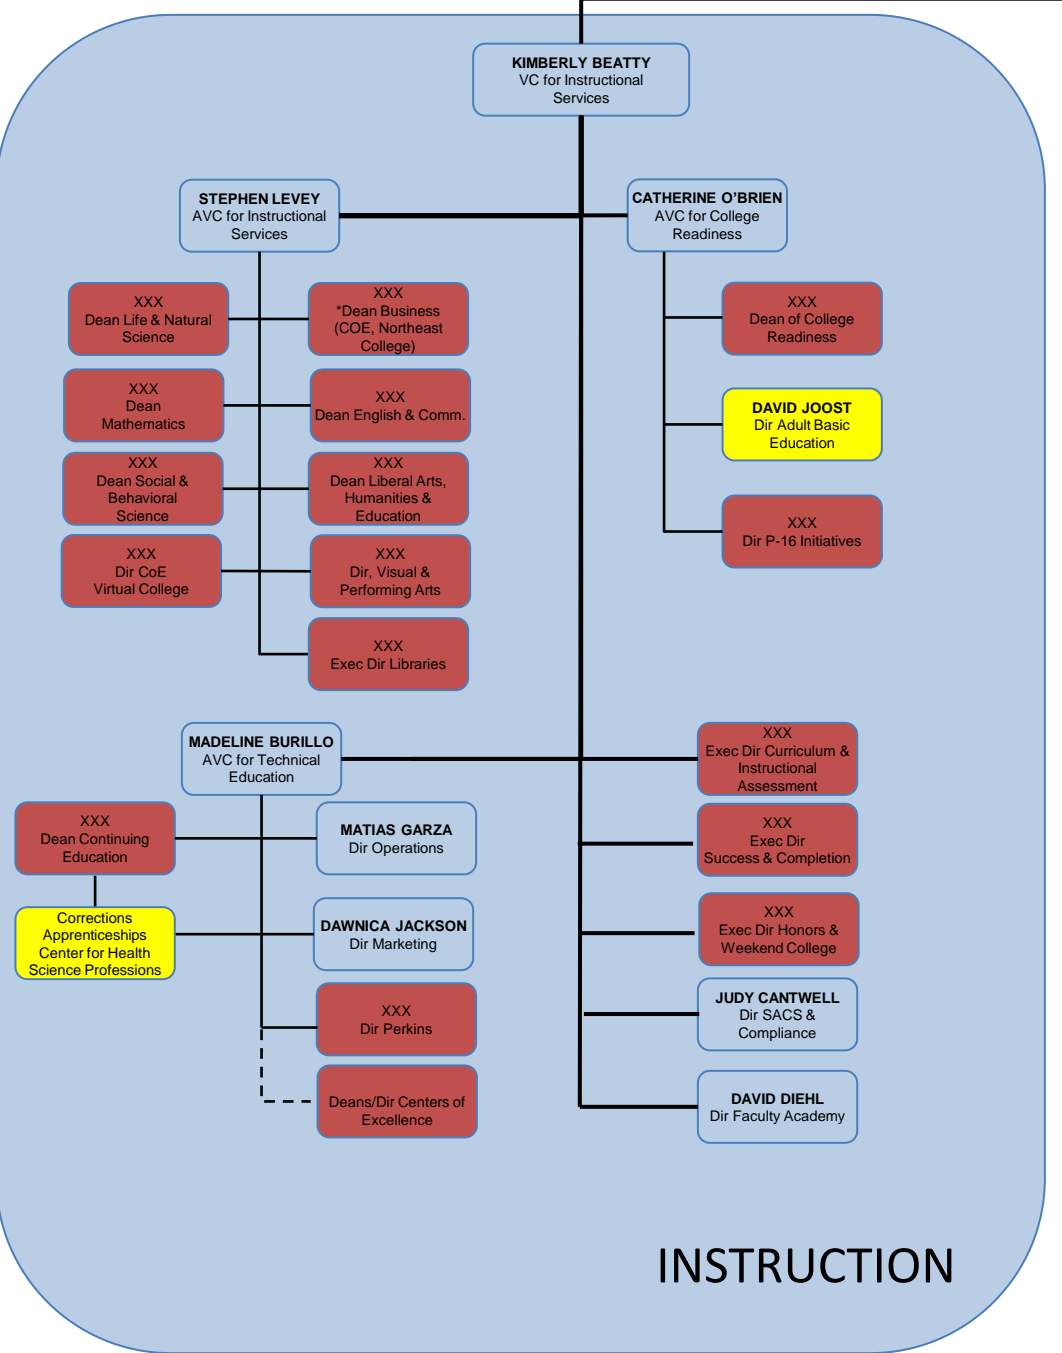 KIMBERLY BEATTY
VC for Instructional
Services
STEPHEN LEVEY
AVC for Instructional
Services
CATHERINE O’BRIEN
AVC for College
Readiness
XXX
Dean Life & Natural
Science
XXX
*Dean Business
(COE, Northeast
College)
XXX
Dean of College
Readiness
XXX
Dean
Mathematics
XXX
Dean English & Comm.
DAVID JOOST
Dir Adult Basic
Education
XXX
Dean Social &
Behavioral
Science
XXX
Dean Liberal Arts,
Humanities &
Education
XXX
Dir P-16 Initiatives
XXX
Dir CoE
Virtual College
XXX
Dir, Visual &
Performing Arts
XXX
Exec Dir Libraries
MADELINE BURILLO
AVC for Technical
Education
XXX
Exec Dir Curriculum &
Instructional
Assessment
XXX
Dean Continuing
Education
MATIAS GARZA
Dir Operations
XXX
Exec Dir
Success & Completion
Corrections
Apprenticeships
Center for Health
Science Professions
DAWNICA JACKSON
Dir Marketing
XXX
Exec Dir Honors &
Weekend College
XXX
Dir Perkins
JUDY CANTWELL
Dir SACS &
Compliance
Deans/Dir Centers of
Excellence
DAVID DIEHL
Dir Faculty Academy
INSTRUCTION